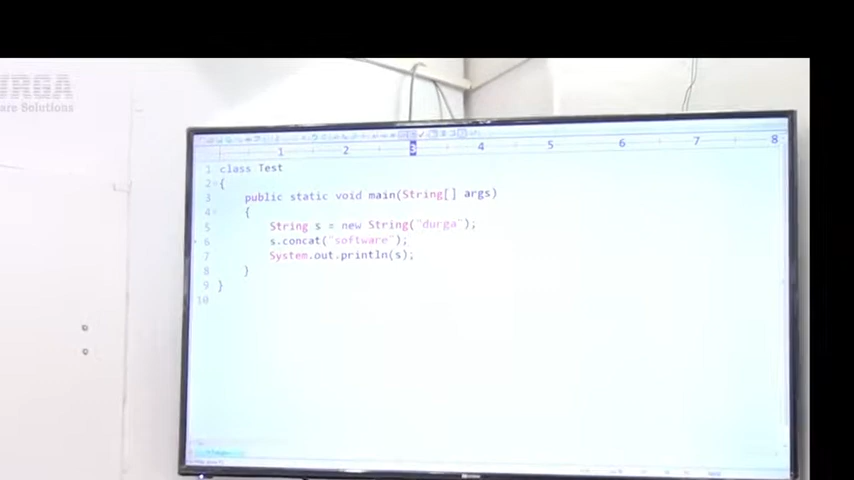 URGA
are Solutions
1 2 3 4 5 6 7 8
1 class Test
2 {
3 public static void main(String[] args)
4 {
5 String s = new String("durga");
6 s.concat("software");
7 System.out.println(s);
8 }
9 }
10